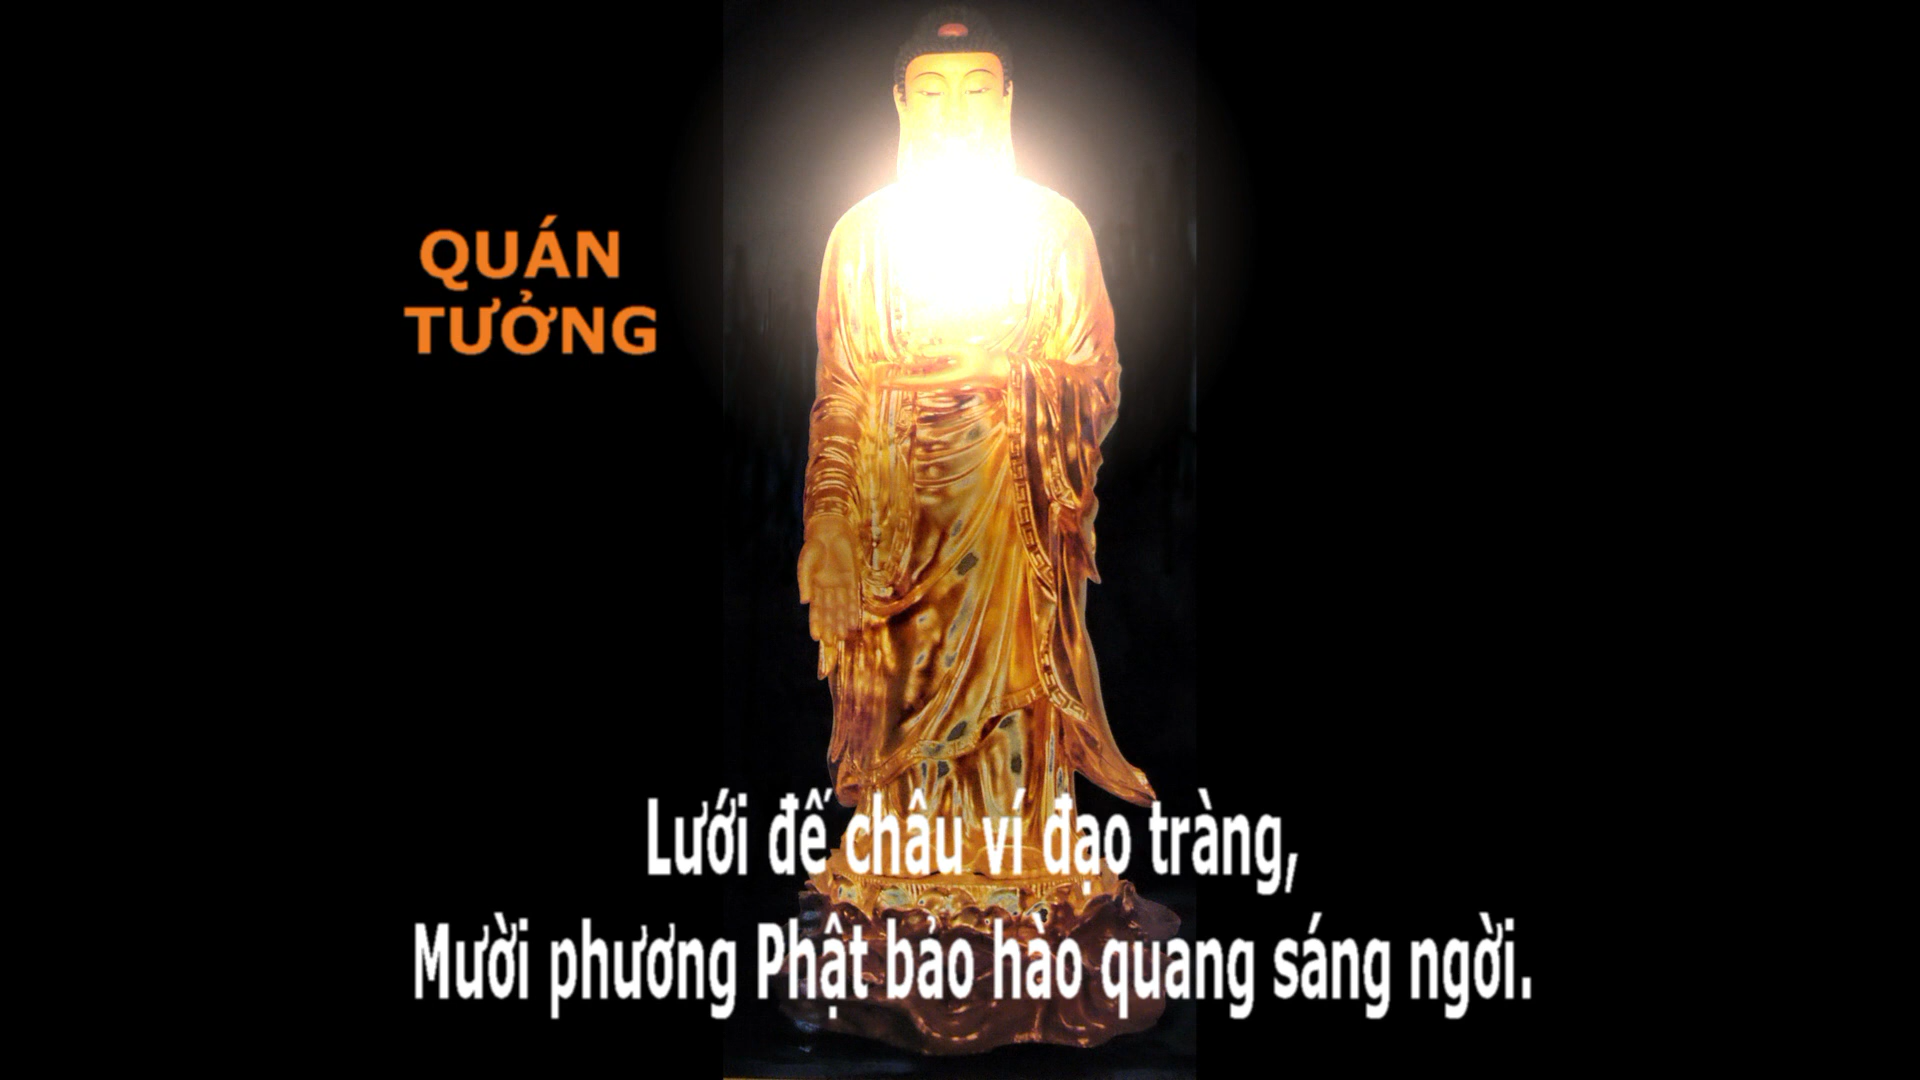 QUÁN
TƯỞNG
Lưới đế châu ví đạo tràng,
Mười phương Phật bảo hào quang sáng ngời.